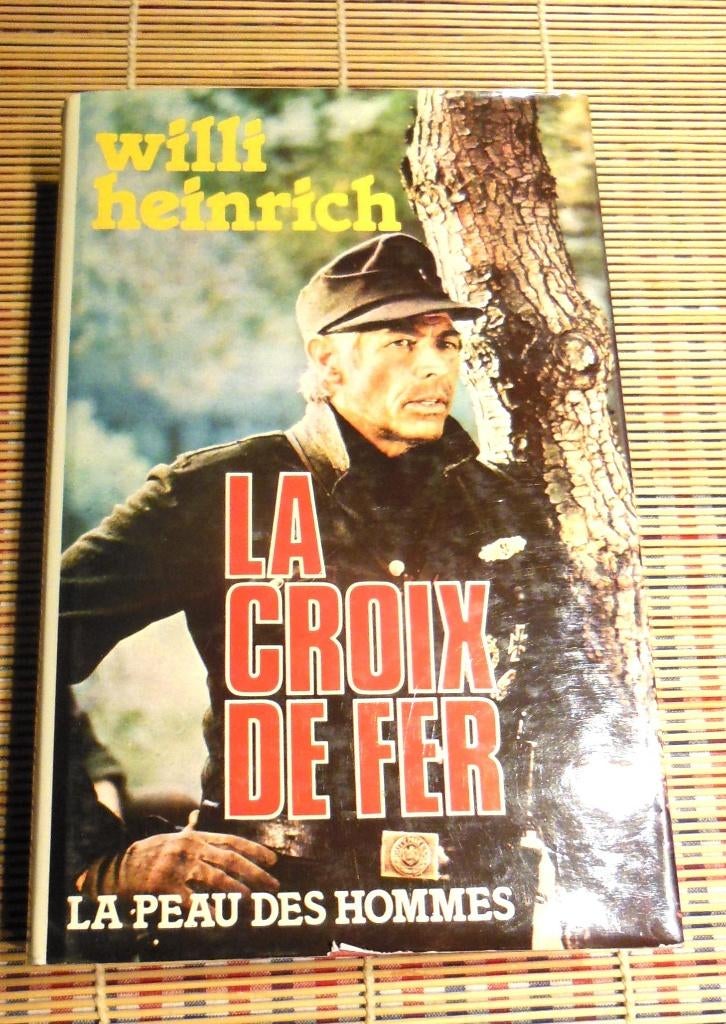 willi
heinrich
LA
CROIX
DE FER
LA PEAU DES HOMMES